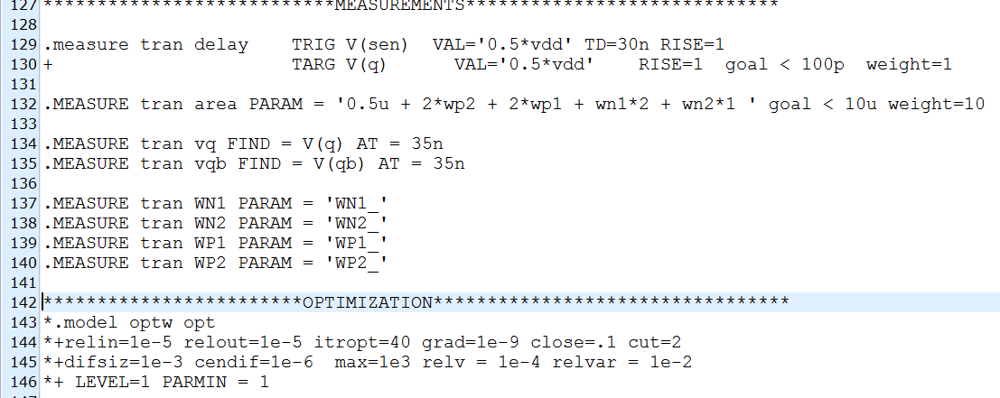 127 ***************************MEASUREMENTS*****************************
128
129 .measure tran delay    TRIG V(sen)  VAL='0.5*vdd' TD=30n RISE=1
130 +                      TARG V(q)      VAL='0.5*vdd'    RISE=1  goal < 100p  weight=1
131
132 .MEASURE tran area PARAM = '0.5u + 2*wp2 + 2*wp1 + wn1*2 + wn2*1 ' goal < 10u weight=10
133
134 .MEASURE tran vq FIND = V(q) AT = 35n
135 .MEASURE tran vqb FIND = V(qb) AT = 35n
136
137 .MEASURE tran WN1 PARAM = 'WN1_'
138 .MEASURE tran WN2 PARAM = 'WN2_'
139 .MEASURE tran WP1 PARAM = 'WP1_'
140 .MEASURE tran WP2 PARAM = 'WP2_'
141
142 ************************OPTIMIZATION*********************************
143 *.model optw opt
144 *+relin=1e-5 relout=1e-5 itropt=40 grad=1e-9 close=.1 cut=2
145 *+difsiz=1e-3 cendif=1e-6  max=1e3 relv = 1e-4 relvar = 1e-2
146 *+ LEVEL=1 PARMIN = 1